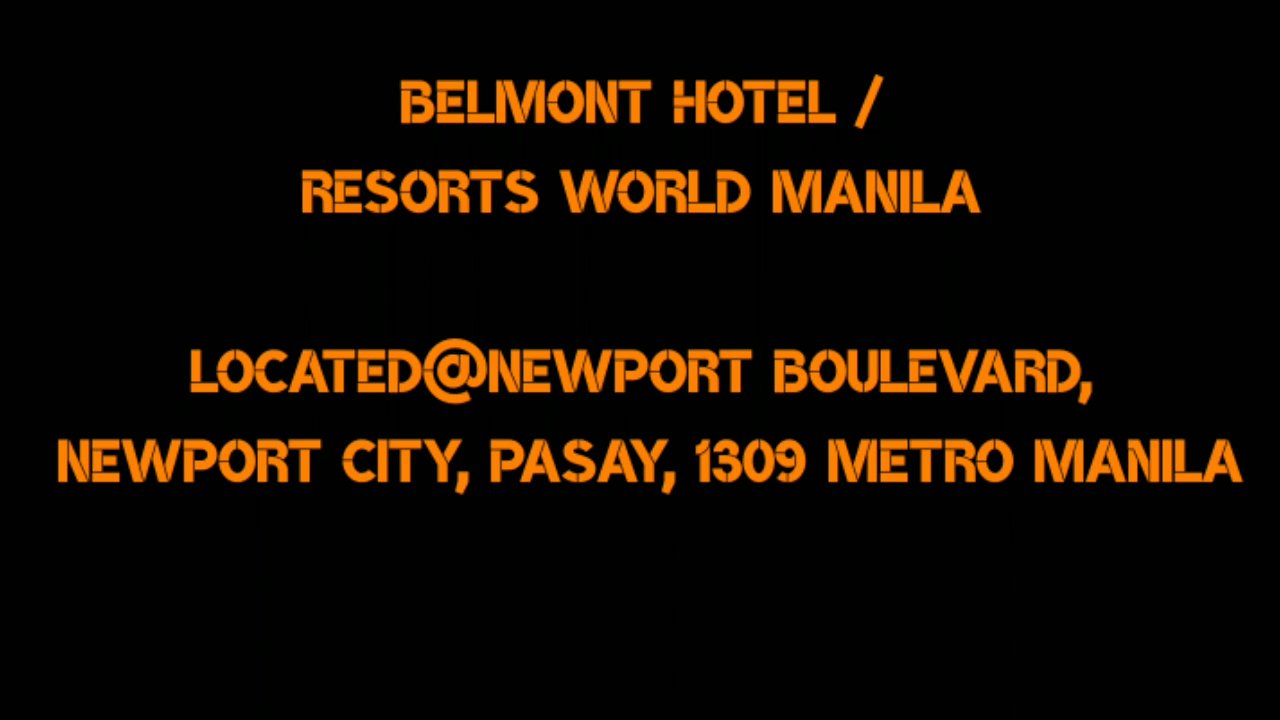 BELMONT HOTEL /
RESORTS WORLD MANILA
LOCATED@NEWPORT BOULEVARD,
NEWPORT CITY, PASAY, 1309 METRO MANILA